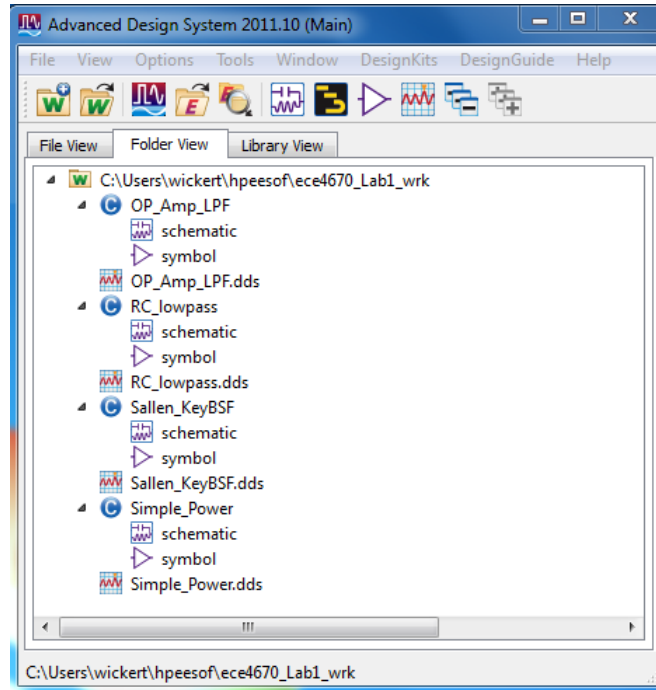 Advanced Design System 2011.10 (Main)
File View Options Tools Window DesignKits DesignGuide Help
W W E
File View Folder View Library View
W C:\Users\wickert\hpeesof\ece4670_Lab1_wrk
C OP_Amp_LPF
schematic
symbol
OP_Amp_LPF.dds
C RC_lowpass
schematic
symbol
RC_lowpass.dds
C Sallen_KeyBSF
schematic
symbol
Sallen_KeyBSF.dds
C Simple_Power
schematic
symbol
Simple_Power.dds
C:\Users\wickert\hpeesof\ece4670_Lab1_wrk